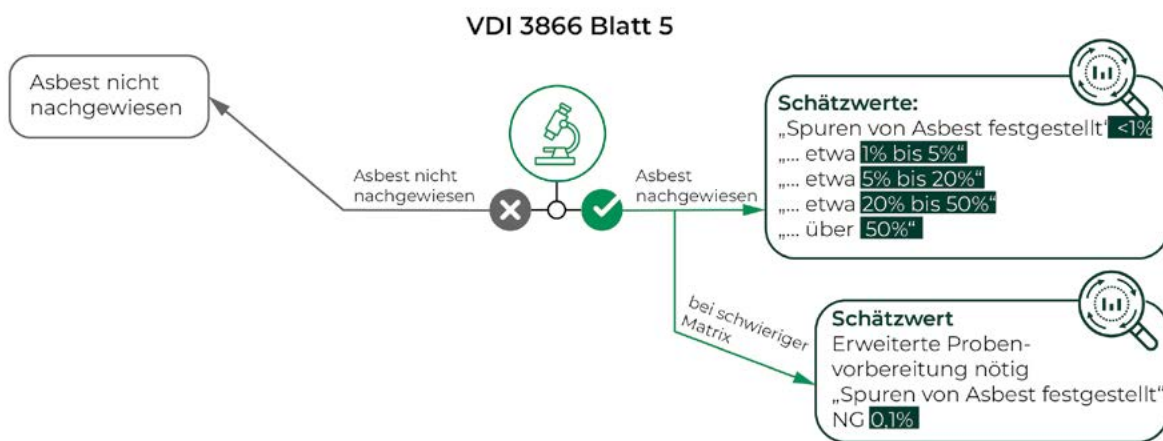 VDI 3866 Blatt 5
Asbest nicht
nachgewiesen
Asbest nicht
nachgewiesen
Asbest
nachgewiesen
Schätzwerte:
„Spuren von Asbest festgestellt“ <1%
„... etwa 1% bis 5%“
„... etwa 5% bis 20%“
„... etwa 20% bis 50%“
„... über 50%“
bei schwieriger
Matrix
Schätzwert
Erweiterte Proben-
vorbereitung nötig
„Spuren von Asbest festgestellt“
NG 0,1%